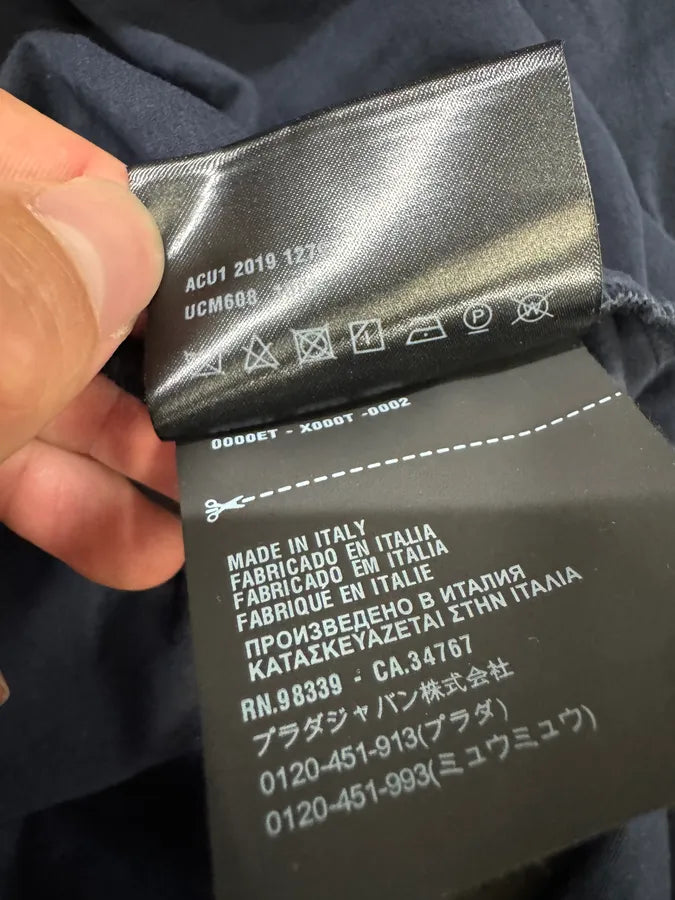 ACU1 2019 127
UCM608
P
W
0000ET - X000T -0002
MADE IN ITALY
FABRICADO EN ITALIA
FABRICADO EM ITALIA
FABRIQUE EN ITALIE
ПРОИЗВЕДЕНО В ИТАЛИЯ
ΚΑΤΑΣΚΕΥΑΖΕΤΑΙ ΣΤΗΝ ΙΤΑΛΙΑ
RN.98339 - CA.34767
プラダジャパン株式会社
0120-451-913(プラダ)
0120-451-993(ミュウミュウ)